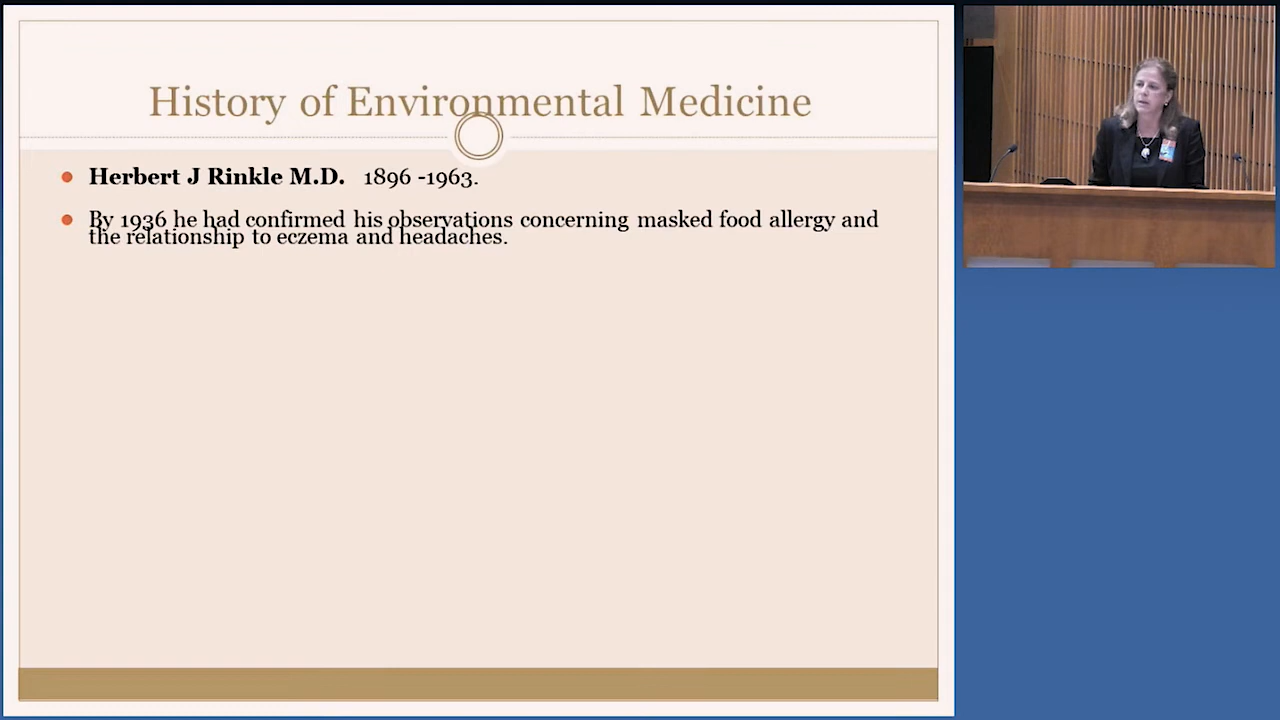 History of Environmental Medicine
Herbert J Rinkle M.D. 1896 -1963.
By 1936 he had confirmed his observations concerning masked food allergy and
the relationship to eczema and headaches.